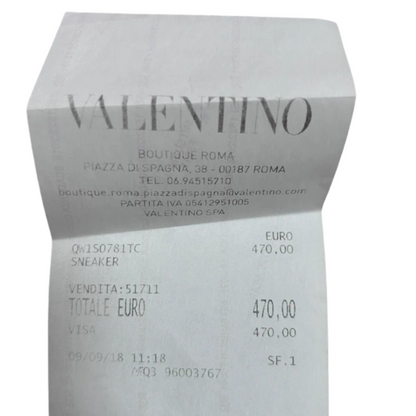 VALENTINO
BOUTIQUE ROMA
PIAZZA DI SPAGNA, 38 - 00187 ROMA
TEL. 06.94515710
boutique.roma.piazzadispagna@valentino.com
PARTITA IVA 05412951005
VALENTINO SPA
EURO
QW1S0781TC 470,00
SNEAKER
VENDITA:51711
TOTALE EURO 470,00
VISA 470,00
09/09/18 11:18 SF.1
96003767